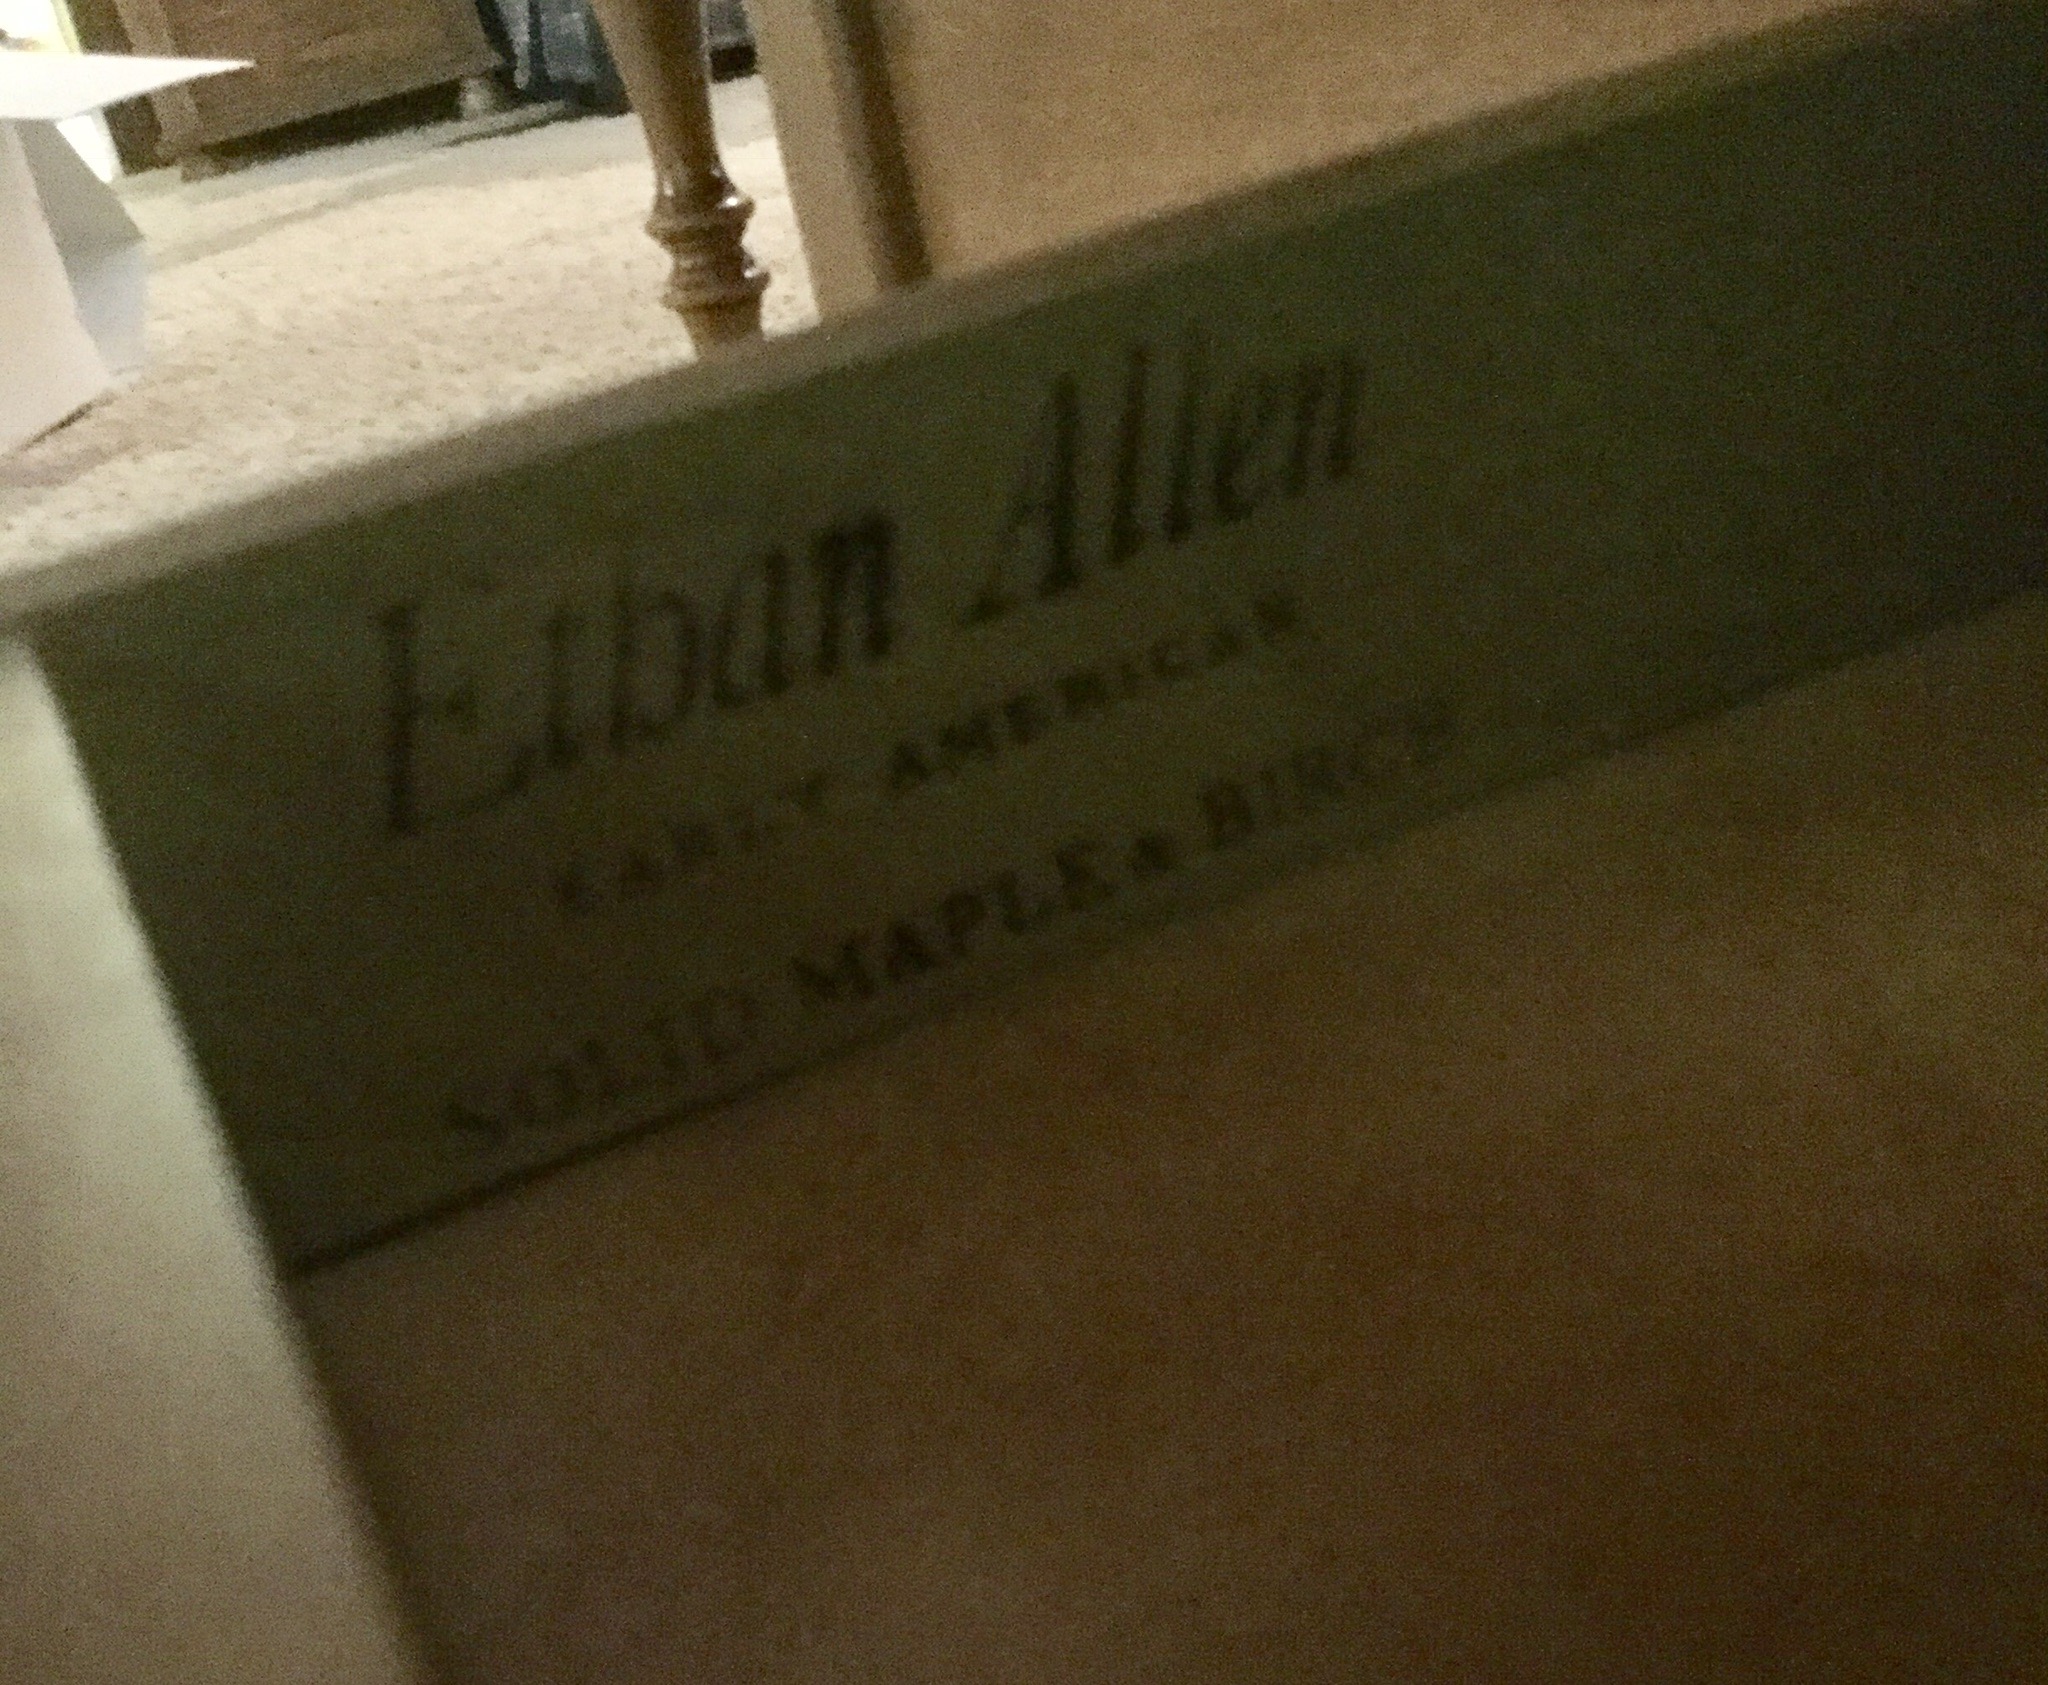 Ethan Allen
EARLY AMERICAN
SOLID MAPLE & BIRCH